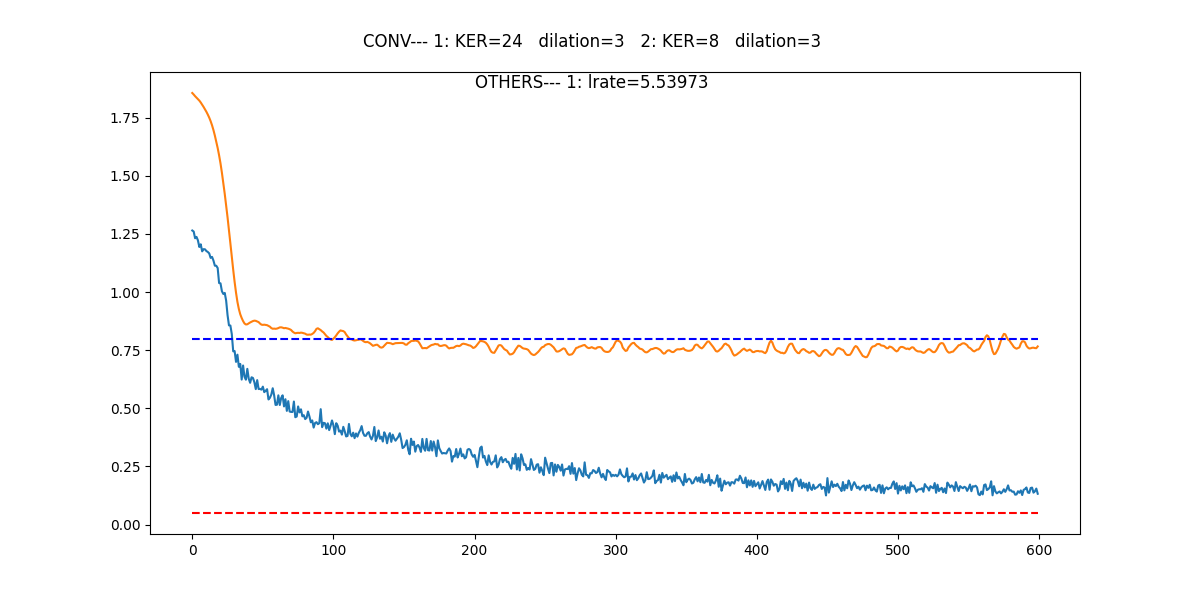 CONV--- 1: KER=24   dilation=3   2: KER=8   dilation=3
OTHERS--- 1: lrate=5.53973
1.75
1.50
1.25
1.00
0.75
0.50
0.25
0.00
0 100 200 300 400 500 600